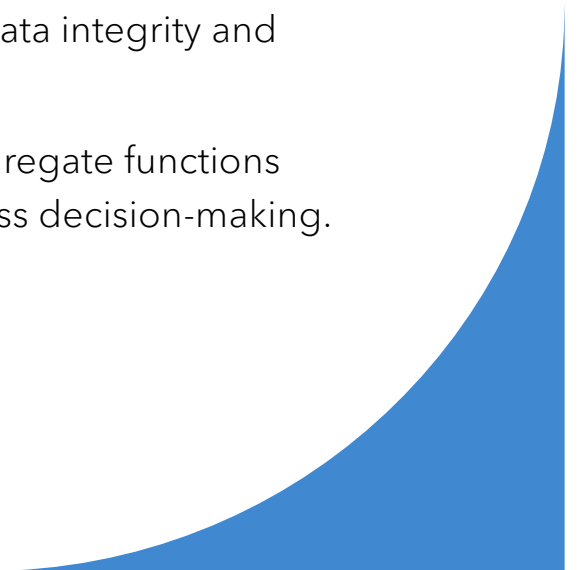 ata integrity and
regate functions
ss decision-making.